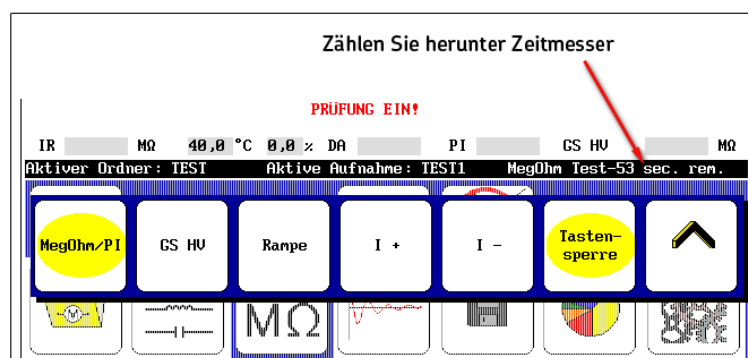 Zählen Sie herunter Zeitmesser
PRÜFUNG EIN!
IR MΩ 40,0 °C 0,0 % DA PI GS HV MΩ
Aktiver Ordner: TEST Aktive Aufnahme: TEST1 MegOhm Test-53 sec. rem.
MegOhm/PI GS HV Rampe I + I - Tasten-
sperre
M MΩ